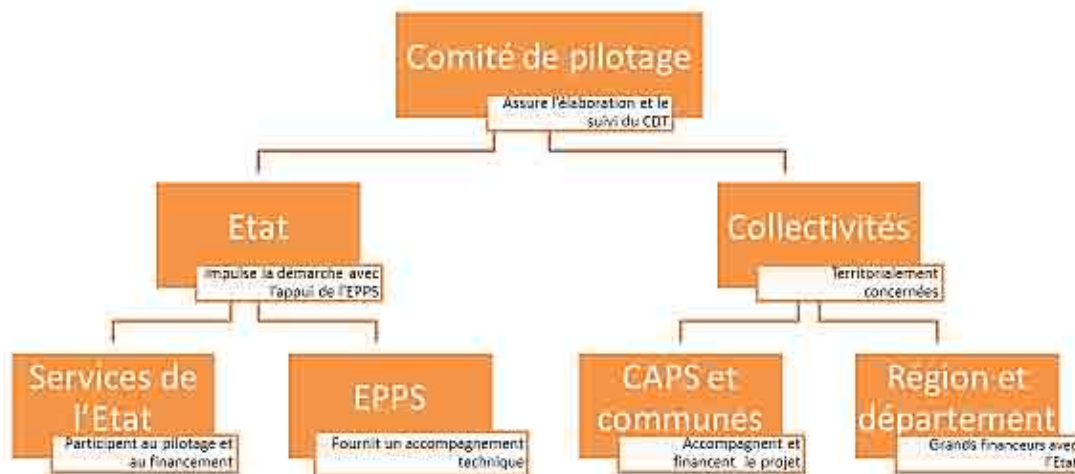 Comité de pilotage
Assure l'élaboration et le
suivi du CDT
Etat
Impulse la démarche avec
l'appui de l'EPPS
Collectivités
Territorialement
concernées
Services de
l'Etat
Participent au pilotage et
au financement
EPPS
Fournit un accompagnement
technique
CAPS et
communes
Accompagnent et
financent le projet
Région et
département
Grands financeurs avec
l'Etat